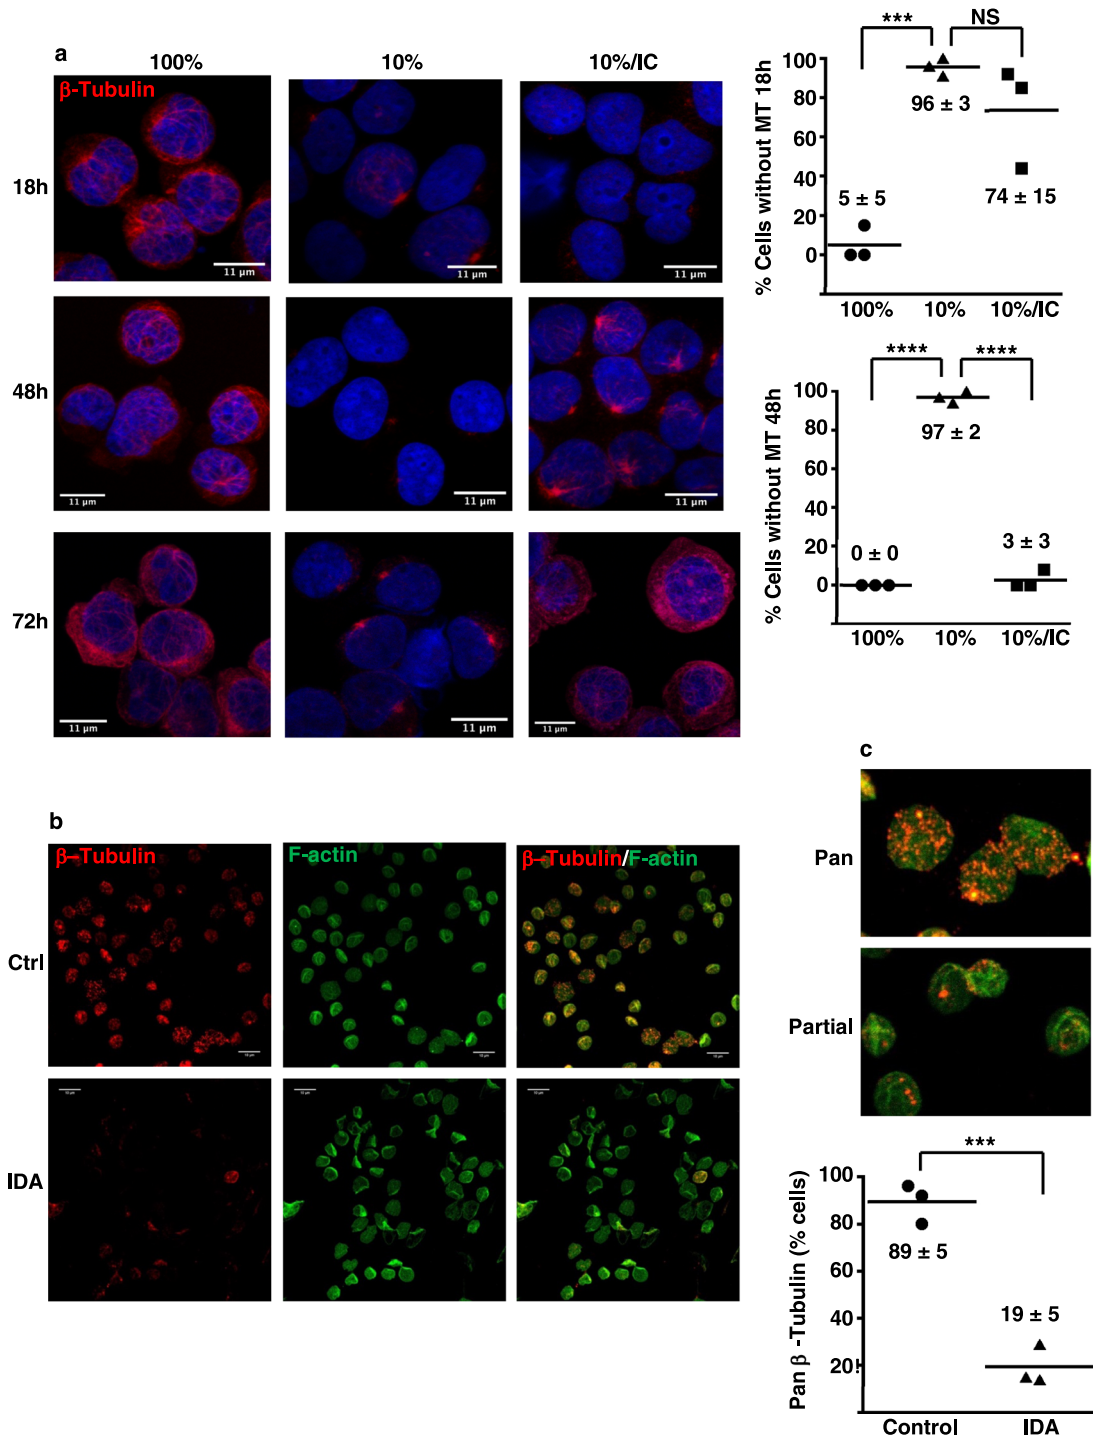 a
100%
10%
10%/IC
β-Tubulin
18h
11 µm
11 µm
11 µm
48h
11 µm
11 µm
11 µm
72h
11 µm
11 µm
11 µm
% Cells without MT 18h
***
NS
100
80
60
40
20
0
96 ± 3
5 ± 5
74 ± 15
100%
10%
10%/IC
% Cells without MT 48h
****
****
100
80
60
40
20
0
97 ± 2
0 ± 0
3 ± 3
100%
10%
10%/IC
b
β–Tubulin
F-actin
β–Tubulin/F-actin
Ctrl
IDA
c
Pan
Partial
Pan β -Tubulin (% cells)
***
100
80
60
40
20
89 ± 5
19 ± 5
Control
IDA